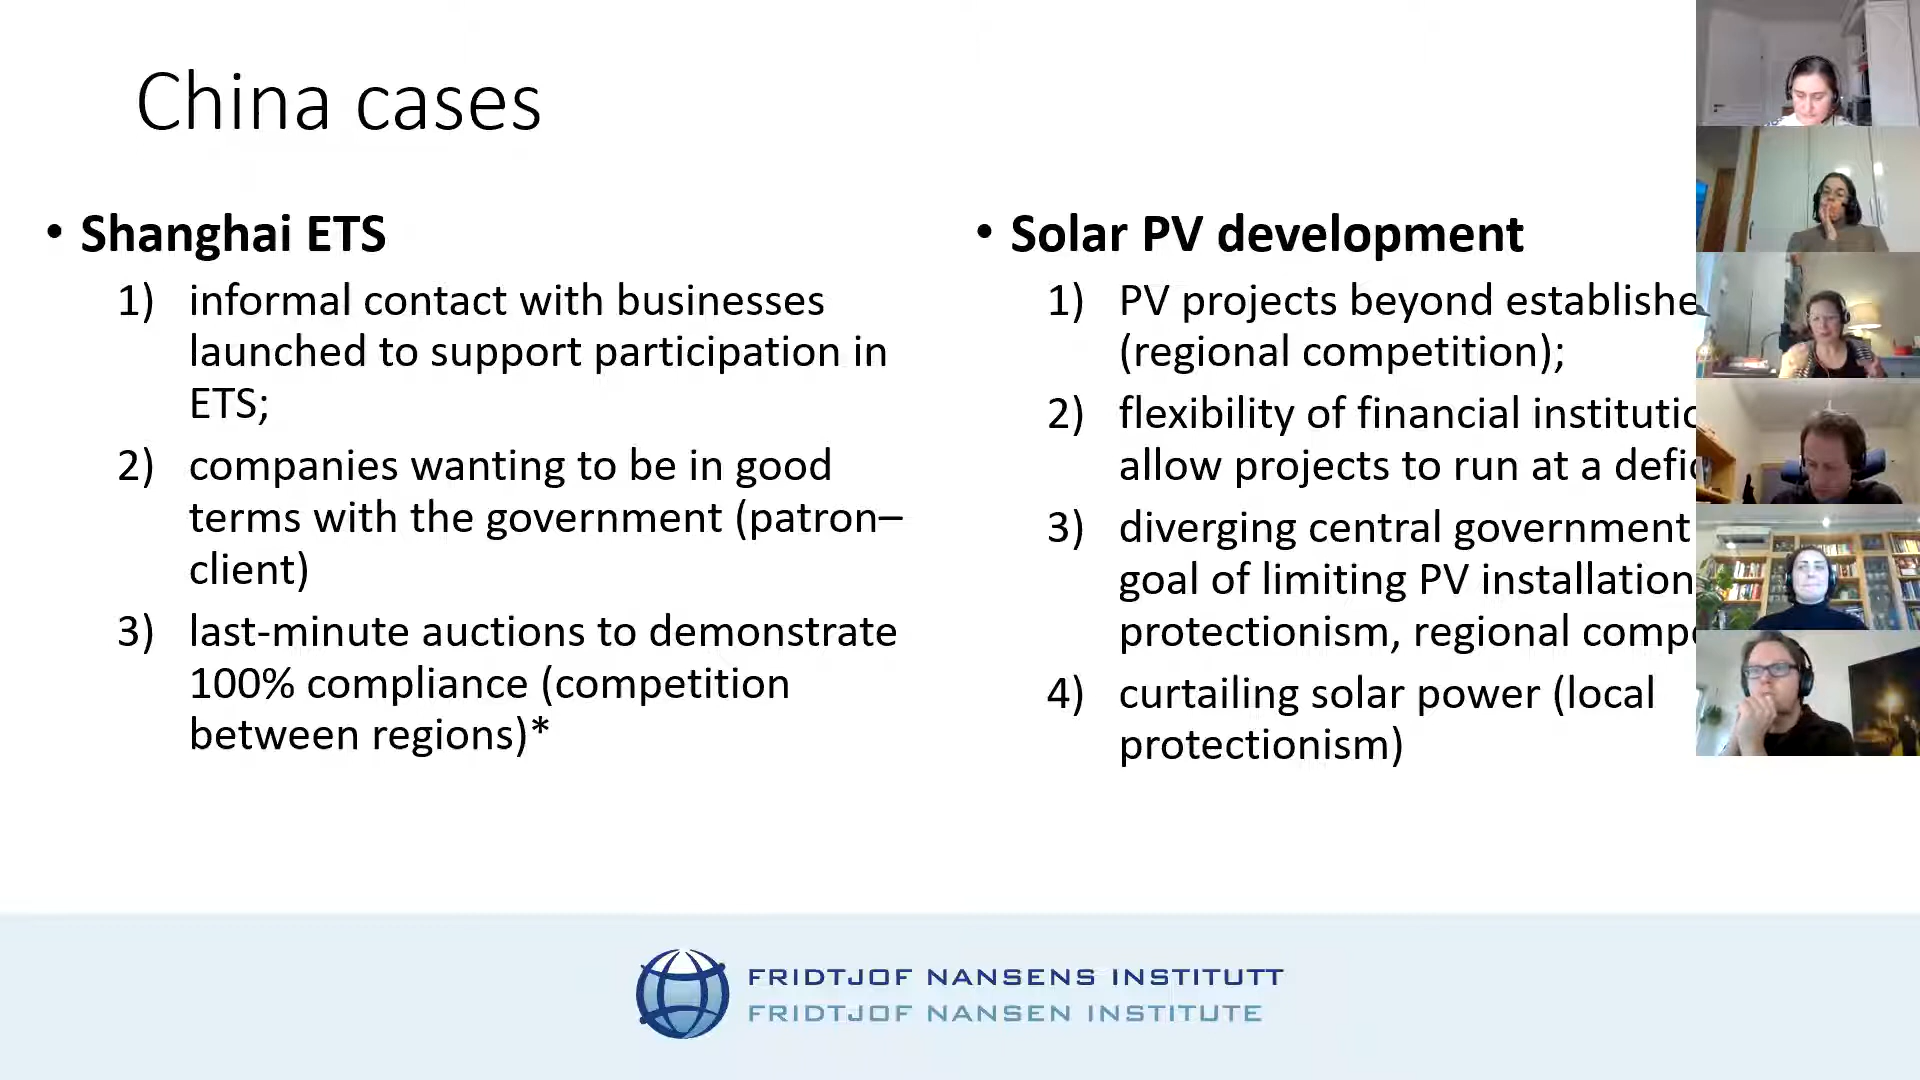 China cases
• Shanghai ETS
1) informal contact with businesses
launched to support participation in
ETS;
2) companies wanting to be in good
terms with the government (patron–
client)
3) last-minute auctions to demonstrate
100% compliance (competition
between regions)*
• Solar PV development
1) PV projects beyond
(regional competition);
2) flexibility of financial
allow projects to run at a
3) diverging central government
goal of limiting PV installation
protectionism, regional
4) curtailing solar power (local
protectionism)
FRIDTJOF NANSENS INSTITUTT
FRIDTJOF NANSEN INSTITUTE